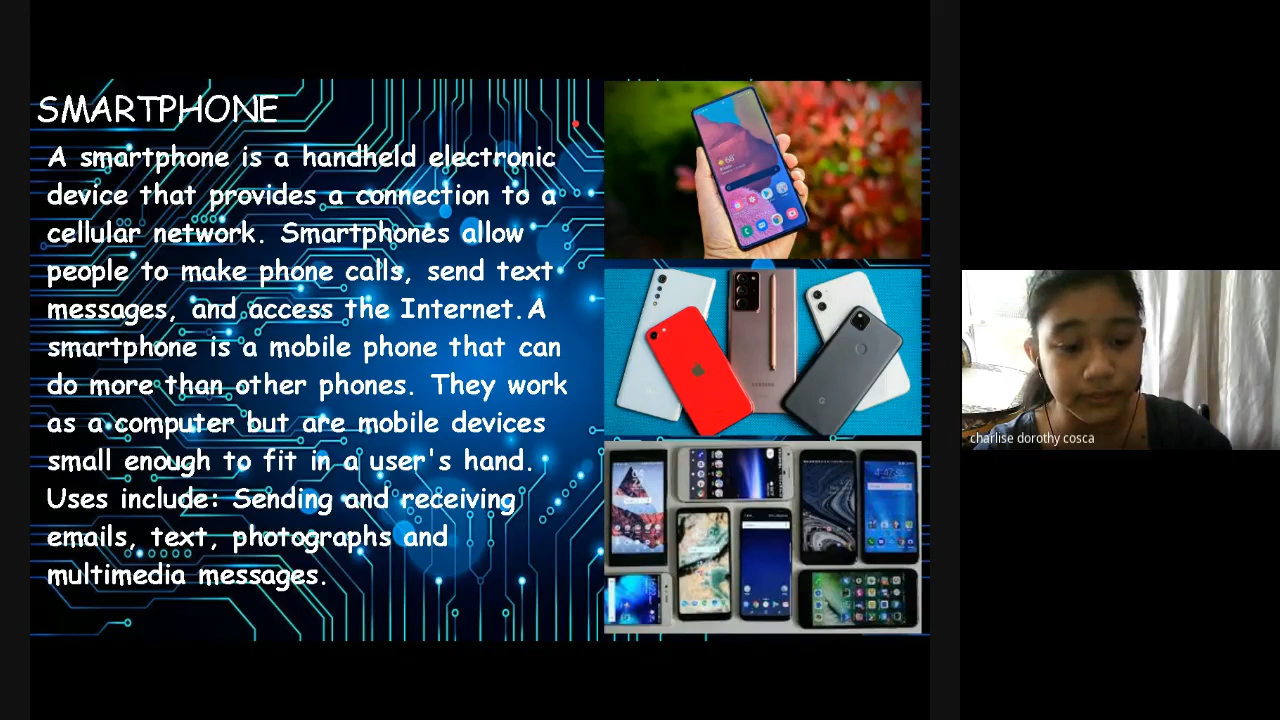 SMARTPHONE
A smartphone is a handheld electronic
device that provides a connection to a
cellular network. Smartphones allow
people to make phone calls, send text
messages, and access the Internet.A
smartphone is a mobile phone that can
do more than other phones. They work
as a computer but are mobile devices
small enough to fit in a user's hand.
Uses include: Sending and receiving
emails, text, photographs and
multimedia messages.
SAMSUNG
4:47
charlise dorothy cosca